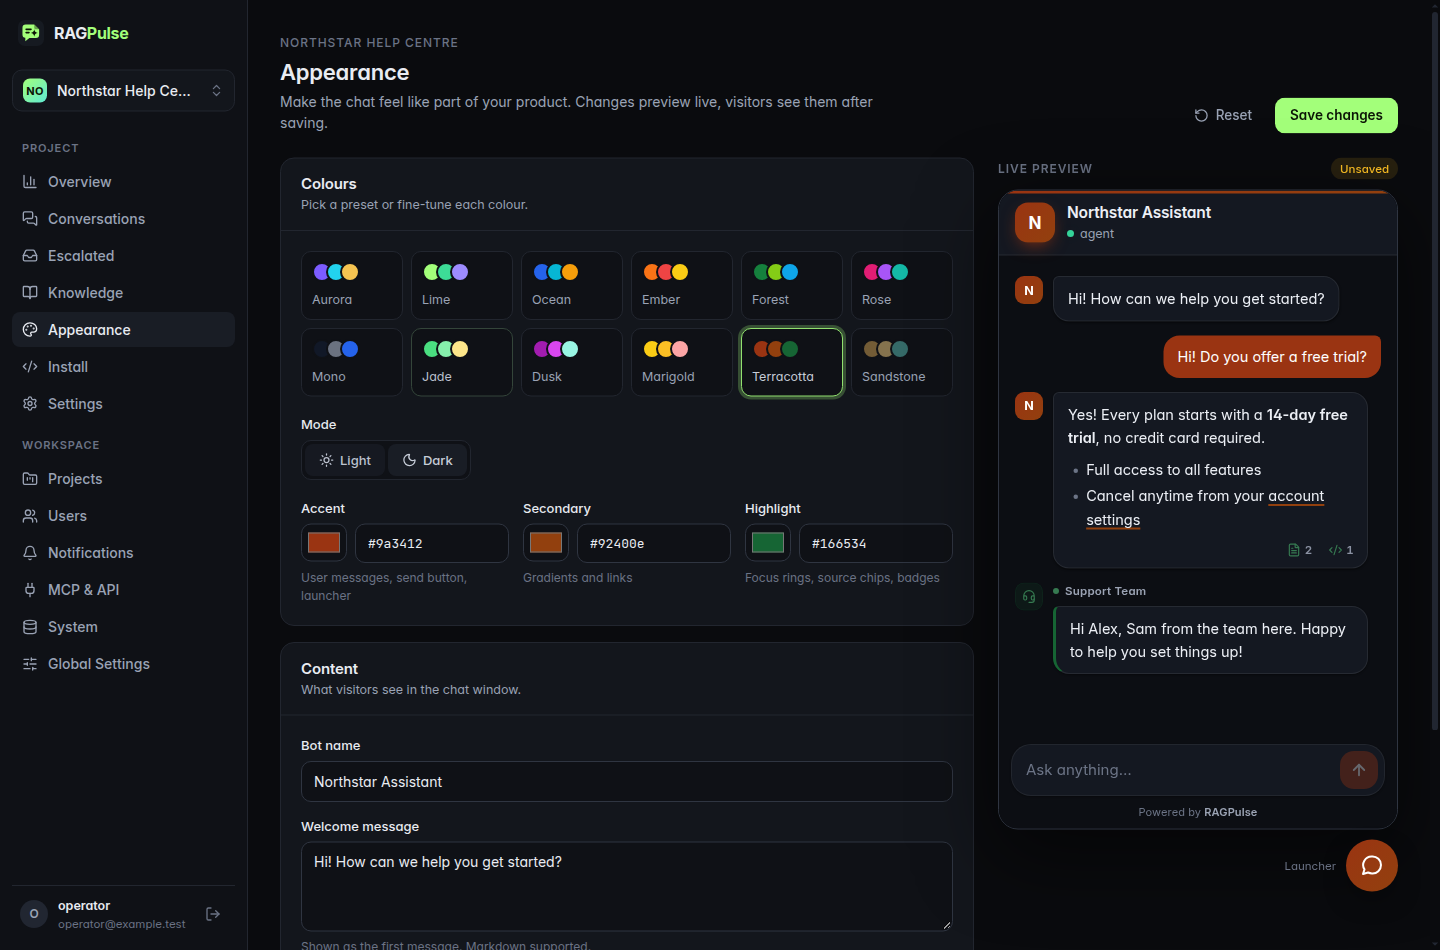 RAGPulse
NO
Northstar Help Ce...
PROJECT
Overview
Conversations
Escalated
Knowledge
Appearance
Install
Settings
WORKSPACE
Projects
Users
Notifications
MCP & API
System
Global Settings
O
operator
operator@example.test
NORTHSTAR HELP CENTRE
Appearance
Make the chat feel like part of your product. Changes preview live, visitors see them after
saving.
Reset
Save changes
Colours
Pick a preset or fine-tune each colour.
Aurora
Lime
Ocean
Ember
Forest
Rose
Mono
Jade
Dusk
Marigold
Terracotta
Sandstone
Mode
Light
Dark
Accent
Secondary
Highlight
#9a3412
#92400e
#166534
User messages, send button,
launcher
Gradients and links
Focus rings, source chips, badges
Content
What visitors see in the chat window.
Bot name
Northstar Assistant
Welcome message
Hi! How can we help you get started?
Shown as the first message. Markdown supported.
LIVE PREVIEW
Unsaved
N
Northstar Assistant
agent
N
Hi! How can we help you get started?
Hi! Do you offer a free trial?
N
Yes! Every plan starts with a 14-day free
trial, no credit card required.
Full access to all features
Cancel anytime from your account
settings
2
1
Support Team
Hi Alex, Sam from the team here. Happy
to help you set things up!
Ask anything...
Powered by RAGPulse
Launcher